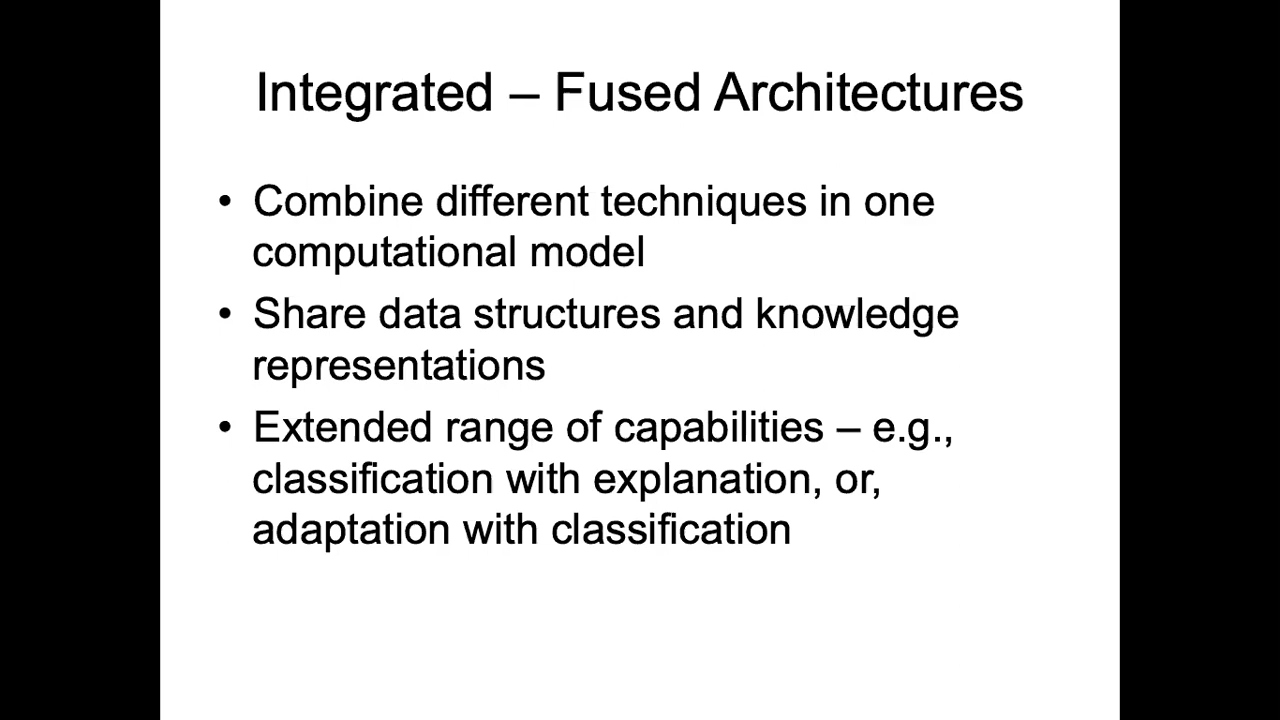 Integrated – Fused Architectures
• Combine different techniques in one
computational model
• Share data structures and knowledge
representations
• Extended range of capabilities – e.g.,
classification with explanation, or,
adaptation with classification